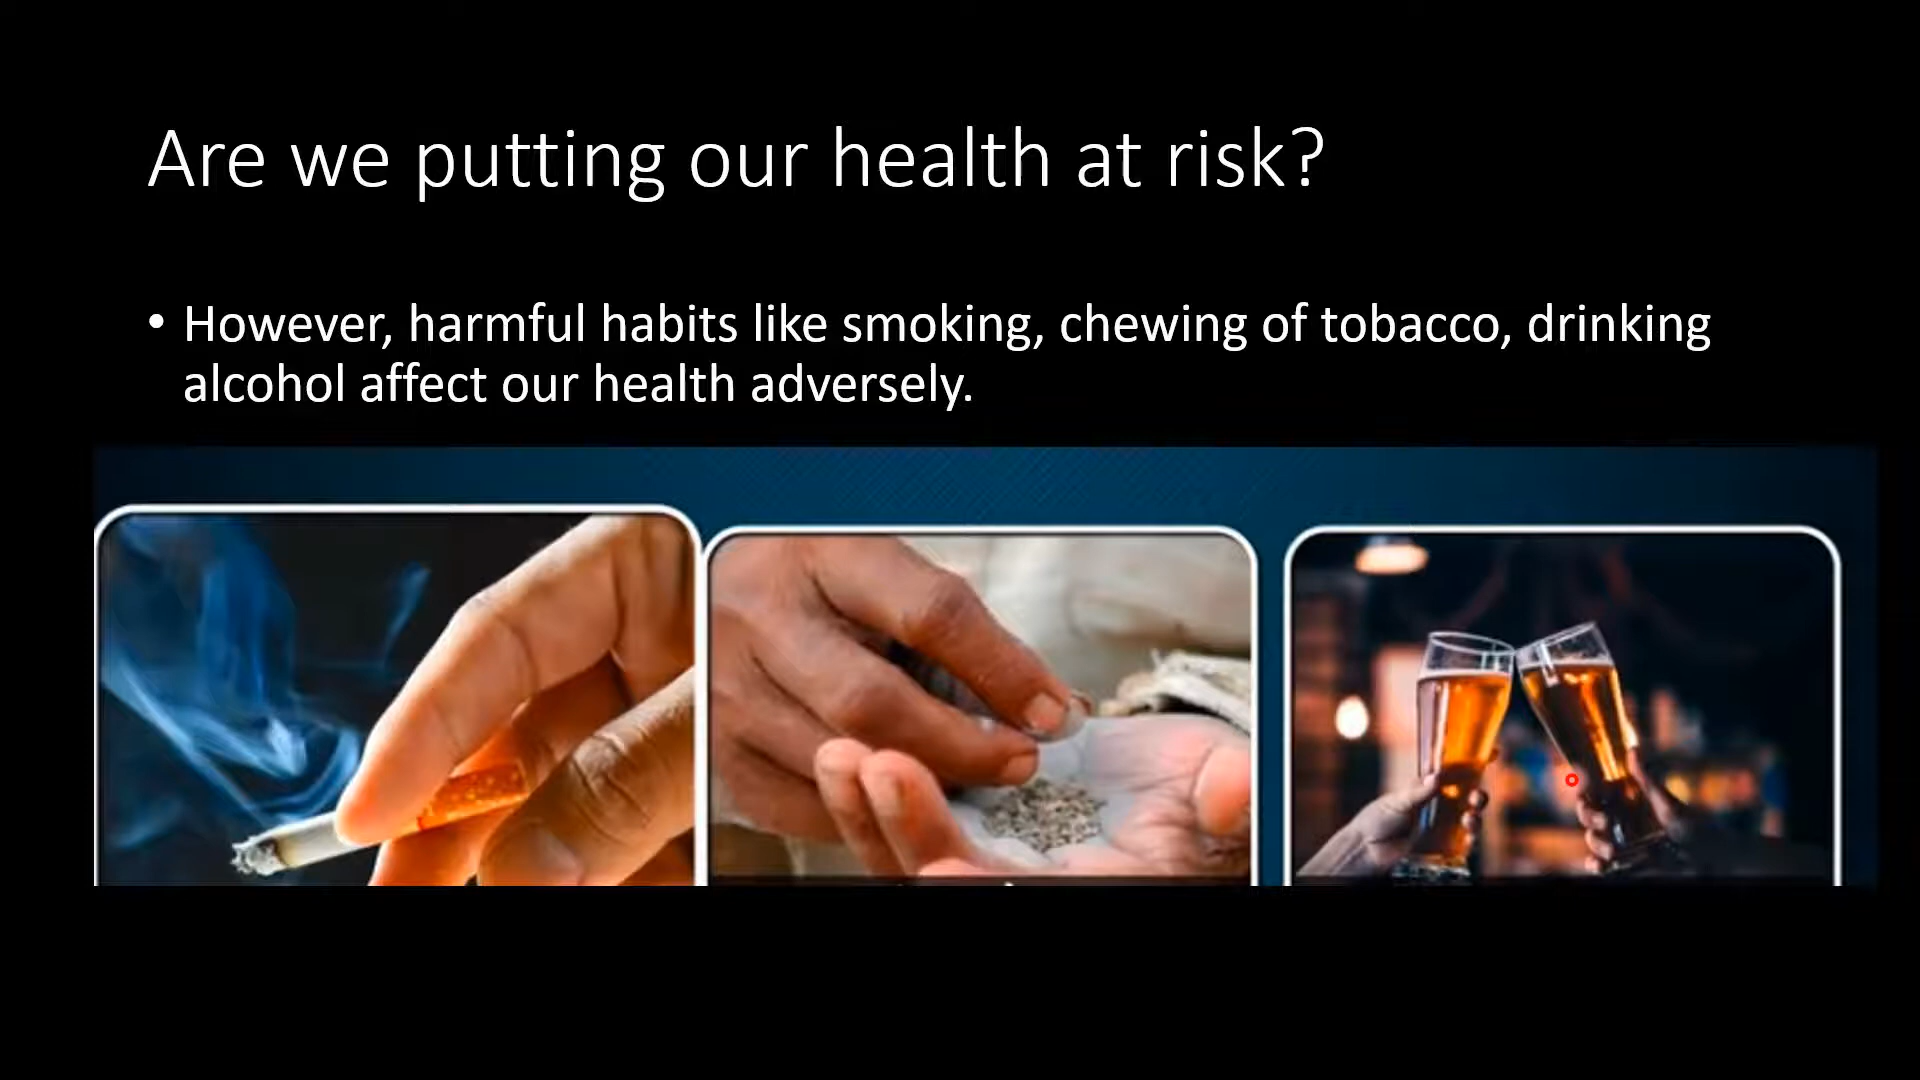 Are we putting our health at risk?
• However, harmful habits like smoking, chewing of tobacco, drinking
alcohol affect our health adversely.